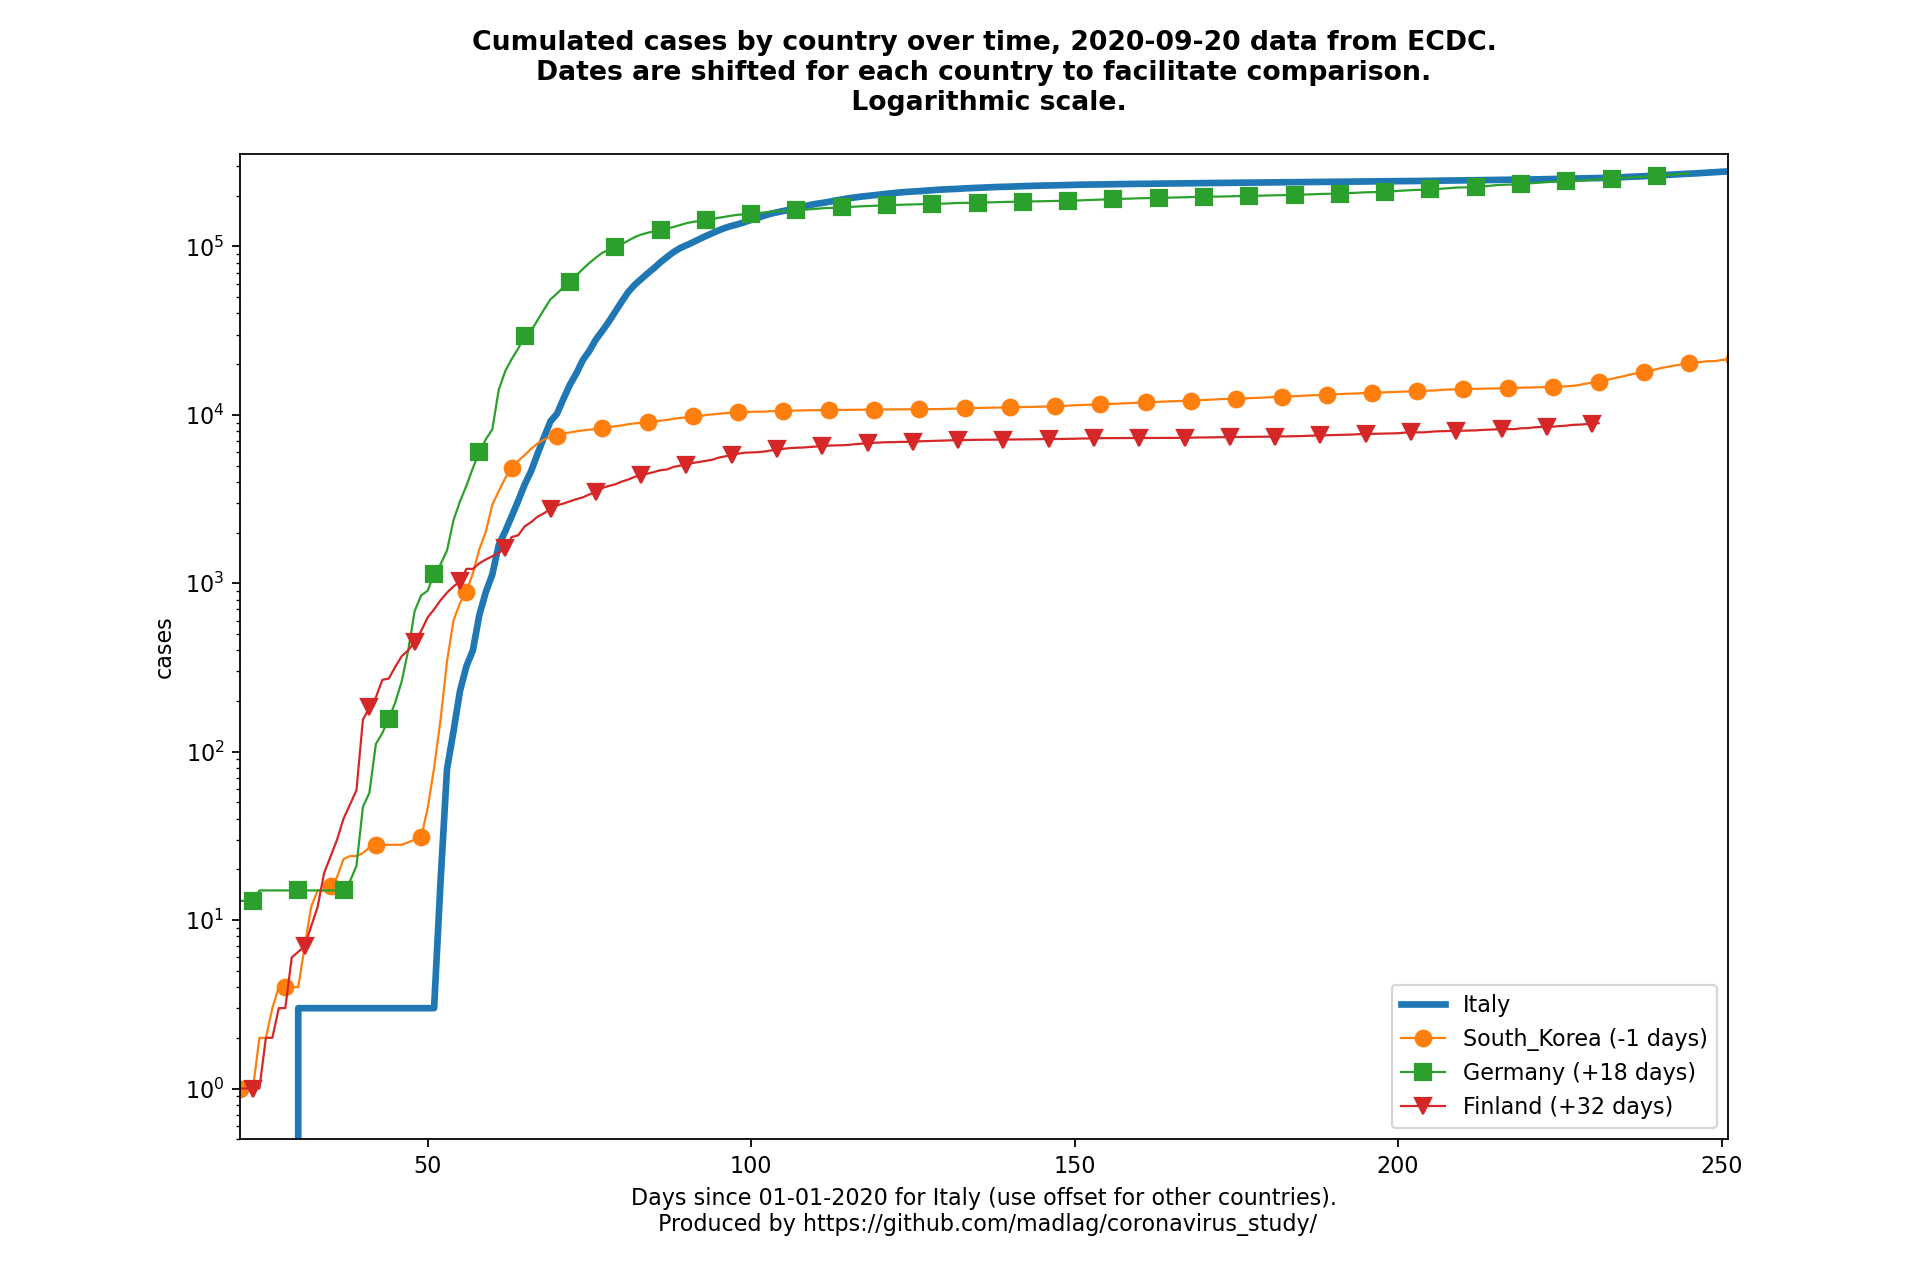 Cumulated cases by country over time, 2020-09-20 data from ECDC.
Dates are shifted for each country to facilitate comparison.
Logarithmic scale.
10^5
10^4
10^3
10^2
10^1
10^0
cases
Italy
South_Korea (-1 days)
Germany (+18 days)
Finland (+32 days)
50 100 150 200 250
Days since 01-01-2020 for Italy (use offset for other countries).
Produced by https://github.com/madlag/coronavirus_study/